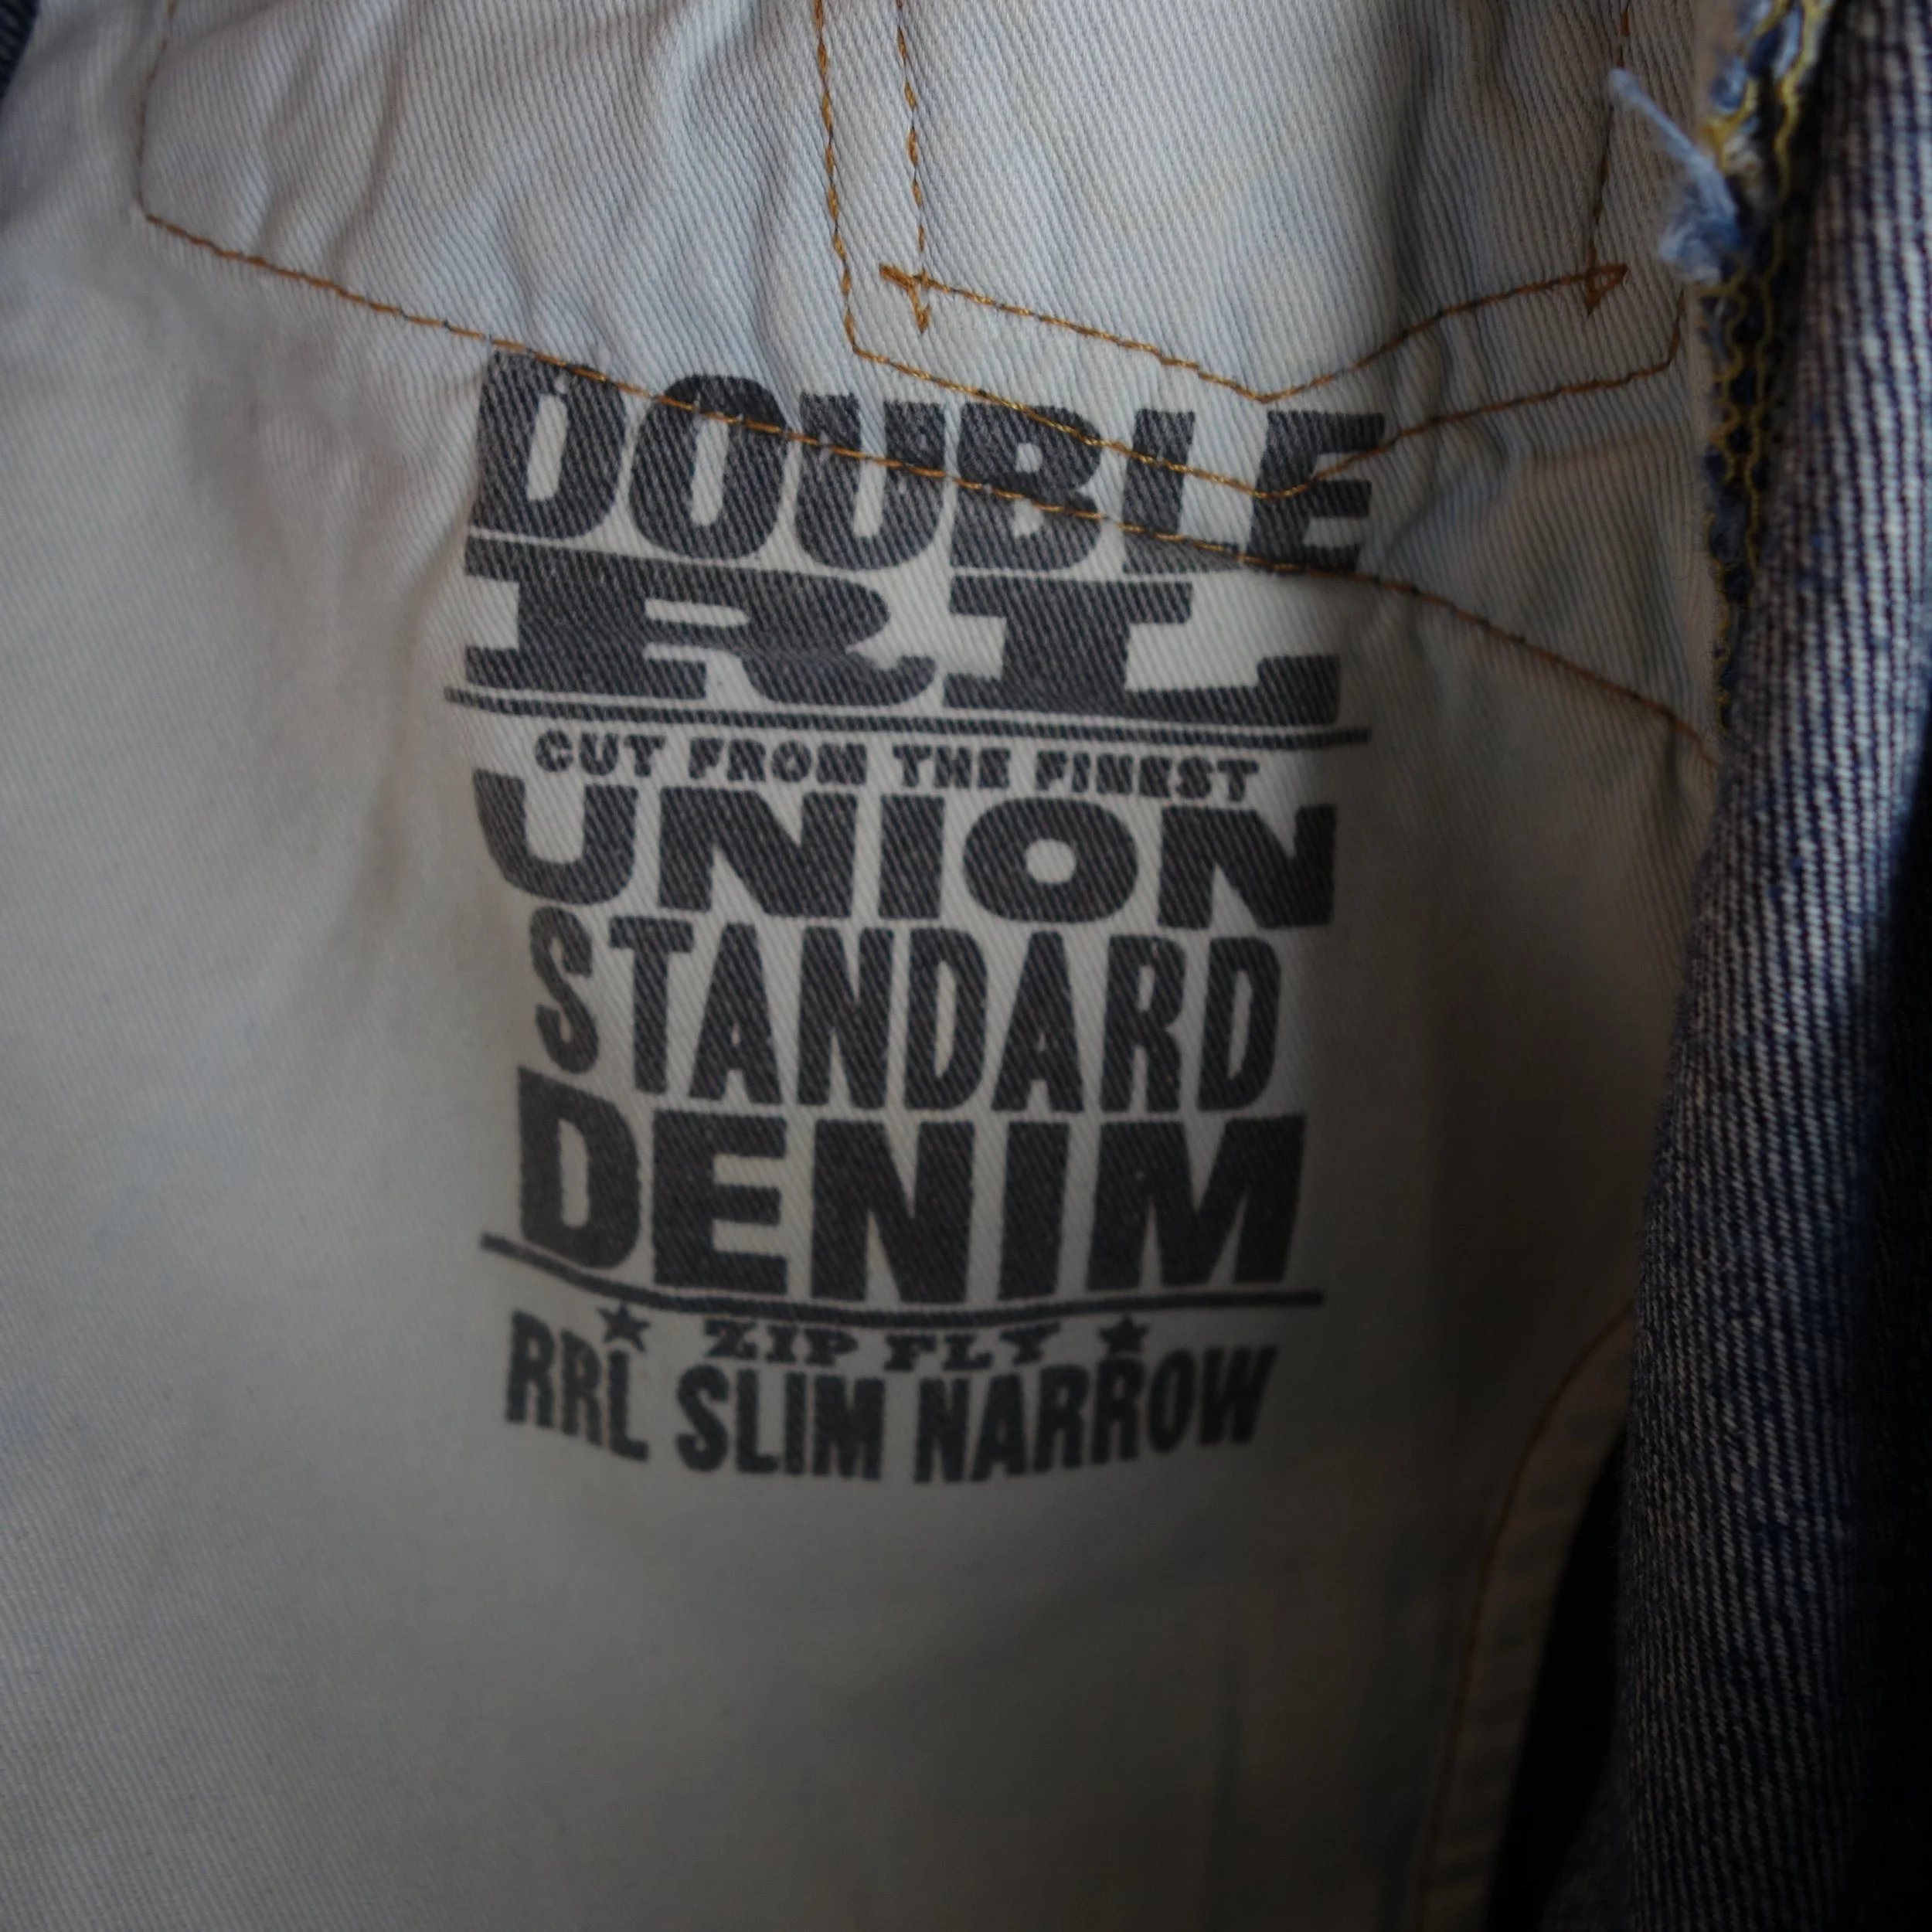 DOUBLE
RL
CUT FROM THE FINEST
UNION
STANDARD
DENIM
ZIP FLY
RRL SLIM NARROW